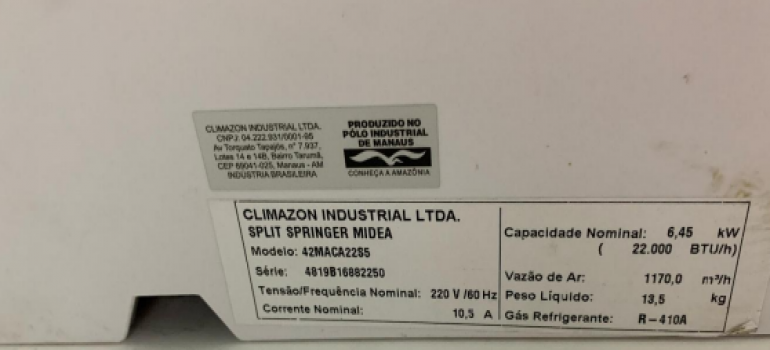 CLIMAZON INDUSTRIAL LTDA.
CNPJ: 04.222.931/0001-95
Av Torquato Tapajós, n° 7.937,
Lotes 14 e 14B, Bairro Tarumã,
CEP 69041-025, Manaus - AM
INDÚSTRIA BRASILEIRA
PRODUZIDO NO
PÓLO INDUSTRIAL
DE MANAUS
CONHEÇA A AMAZÔNIA
CLIMAZON INDUSTRIAL LTDA.
SPLIT SPRINGER MIDEA
Modelo: 42MACA22S5
Série: 4819B16882250
Tensão/Frequência Nominal: 220 V /60 Hz
Corrente Nominal: 10,5 A
Capacidade Nominal: 6,45 kW
( 22.000 BTU/h)
Vazão de Ar: 1170,0 m³/h
Peso Líquido: 13,5 kg
Gás Refrigerante: R-410A